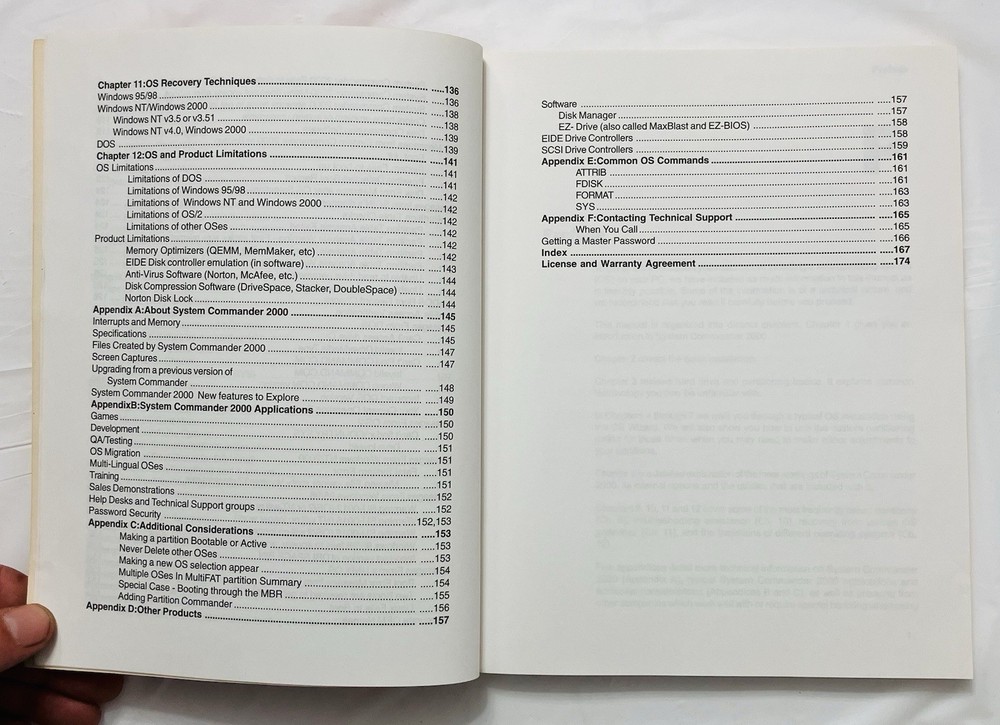 Chapter 11:OS Recovery Techniques ..... 136
Windows 95/98 ..... 136
Windows NT/Windows 2000 ..... 138
Windows NT v3.5 or v3.51 ..... 138
Windows NT v4.0, Windows 2000 ..... 139
DOS ..... 139
Chapter 12:OS and Product Limitations ..... 141
OS Limitations ..... 141
Limitations of DOS ..... 141
Limitations of Windows 95/98 ..... 142
Limitations of Windows NT and Windows 2000 ..... 142
Limitations of OS/2 ..... 142
Limitations of other OSes ..... 142
Product Limitations ..... 142
Memory Optimizers (QEMM, MemMaker, etc) ..... 142
EIDE Disk controller emulation (in software) ..... 143
Anti-Virus Software (Norton, McAfee, etc.) ..... 144
Disk Compression Software (DriveSpace, Stacker, DoubleSpace) ..... 144
Norton Disk Lock ..... 144
Appendix A:About System Commander 2000 ..... 145
Interrupts and Memory ..... 145
Specifications ..... 145
Files Created by System Commander 2000 ..... 147
Screen Captures ..... 147
Upgrading from a previous version of
System Commander ..... 148
System Commander 2000 New features to Explore ..... 149
AppendixB:System Commander 2000 Applications ..... 150
Games ..... 150
Development ..... 150
QA/Testing ..... 151
OS Migration ..... 151
Multi-Lingual OSes ..... 151
Training ..... 151
Sales Demonstrations ..... 152
Help Desks and Technical Support groups ..... 152
Password Security ..... 152,153
Appendix C:Additional Considerations ..... 153
Making a partition Bootable or Active ..... 153
Never Delete other OSes ..... 153
Making a new OS selection appear ..... 154
Multiple OSes In MultiFAT partition Summary ..... 154
Special Case - Booting through the MBR ..... 155
Adding Partition Commander ..... 156
Appendix D:Other Products ..... 157
Software ..... 157
Disk Manager ..... 157
EZ- Drive (also called MaxBlast and EZ-BIOS) ..... 158
EIDE Drive Controllers ..... 158
SCSI Drive Controllers ..... 159
Appendix E:Common OS Commands ..... 161
ATTRIB ..... 161
FDISK ..... 161
FORMAT ..... 163
SYS ..... 163
Appendix F:Contacting Technical Support ..... 165
When You Call ..... 165
Getting a Master Password ..... 166
Index ..... 167
License and Warranty Agreement ..... 174